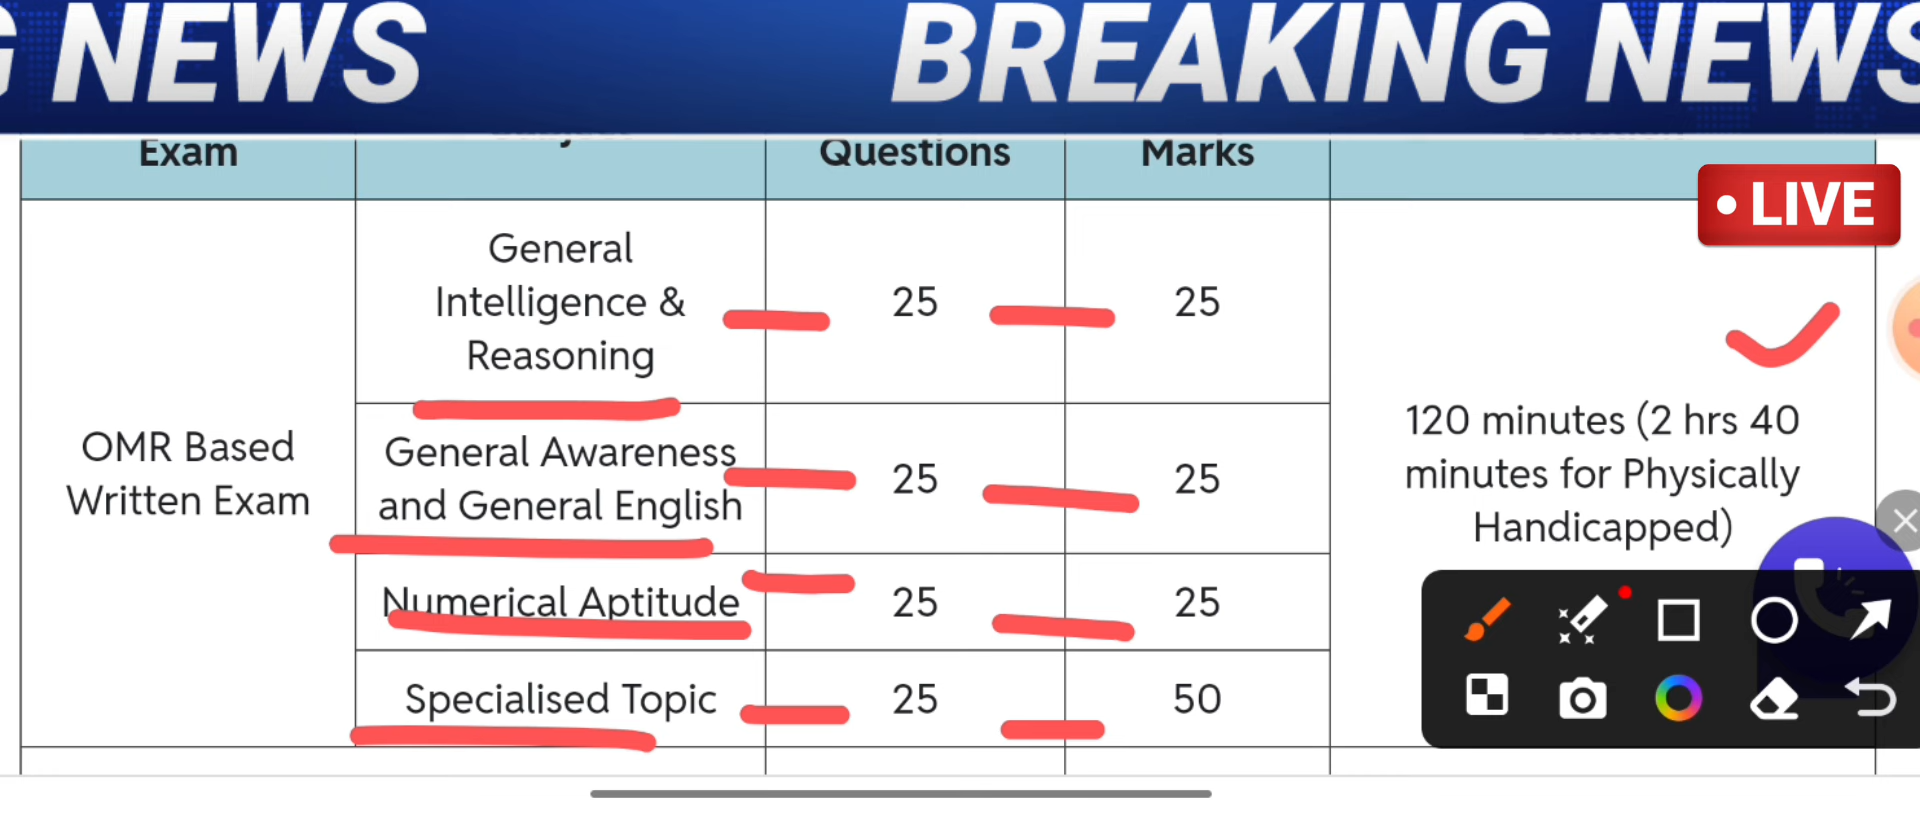 G NEWS BREAKING NEWS
Exam Questions Marks
LIVE
General
Intelligence &
Reasoning
25 25
OMR Based
Written Exam
General Awareness
and General English
25 25
Numerical Aptitude
25 25
Specialised Topic
25 50
120 minutes (2 hrs 40
minutes for Physically
Handicapped)